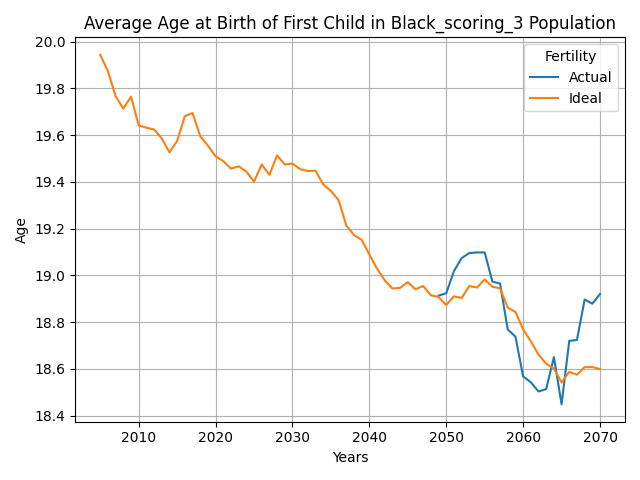 Average Age at Birth of First Child in Black_scoring_3 Population
20.0
19.8
19.6
19.4
19.2
19.0
18.8
18.6
18.4
Age
Fertility
Actual
Ideal
2010 2020 2030 2040 2050 2060 2070
Years